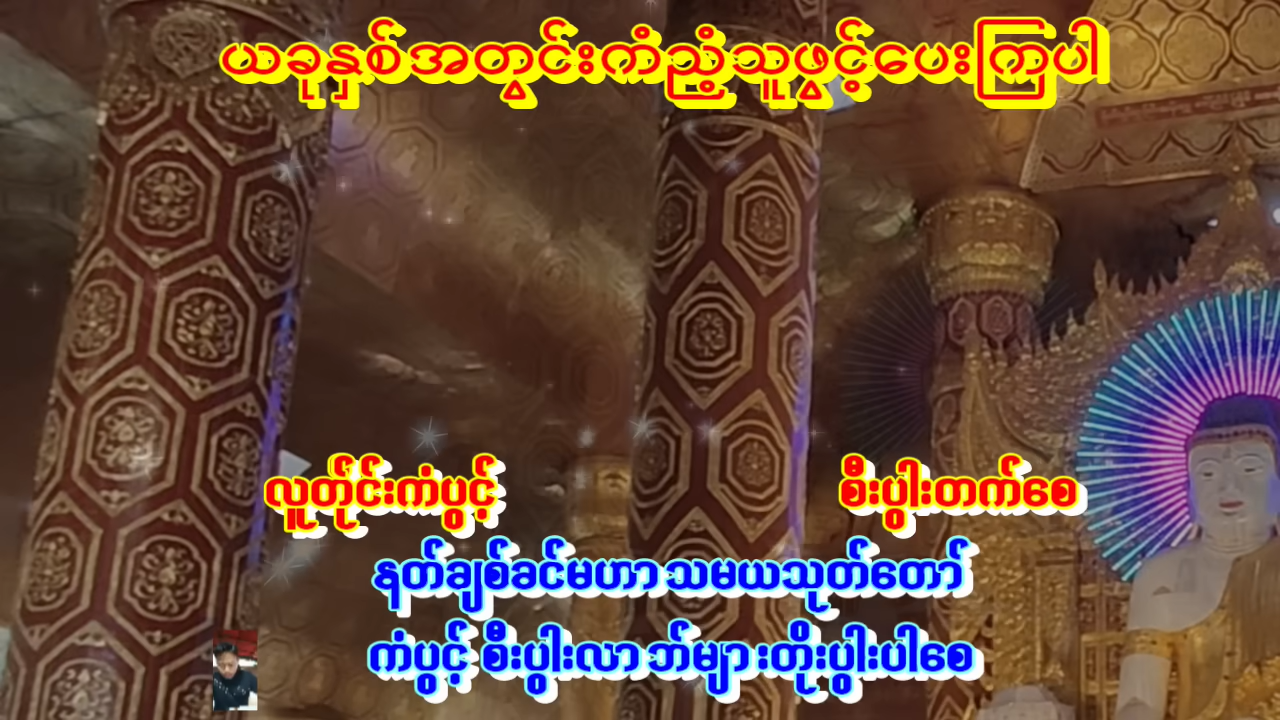 ယခုနှစ်အတွင်းကံညံ့သူဖွင့်ပေးကြပါ
လူတိုင်းကံပွင့်
စီးပွါးတက်စေ
နတ်ချစ်ခင်မဟာသမယသုတ်တော်
ကံပွင့် စီးပွါးလာဘ်များတိုးပွါးပါစေ